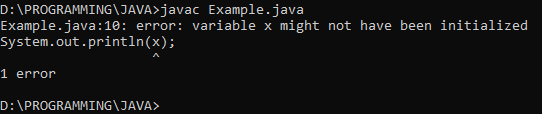 D:\PROGRAMMING\JAVA>javac Example.java
Example.java:10: error: variable x might not have been initialized
System.out.println(x);
                   ^
1 error
D:\PROGRAMMING\JAVA>